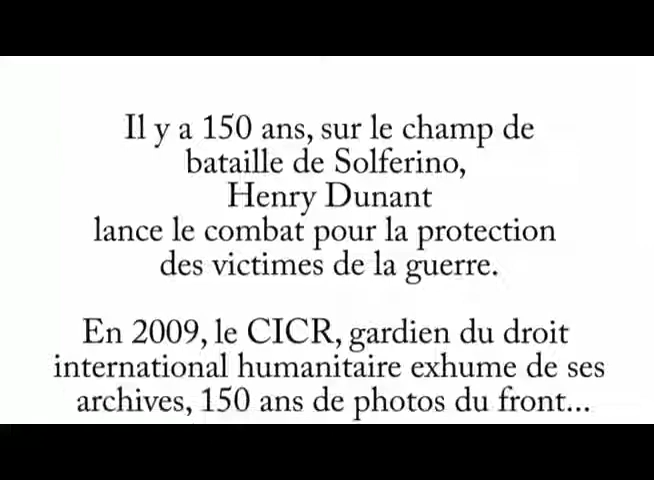 Il y a 150 ans, sur le champ de
bataille de Solferino,
Henry Dunant
lance le combat pour la protection
des victimes de la guerre.
En 2009, le CICR, gardien du droit
international humanitaire exhume de ses
archives, 150 ans de photos du front...